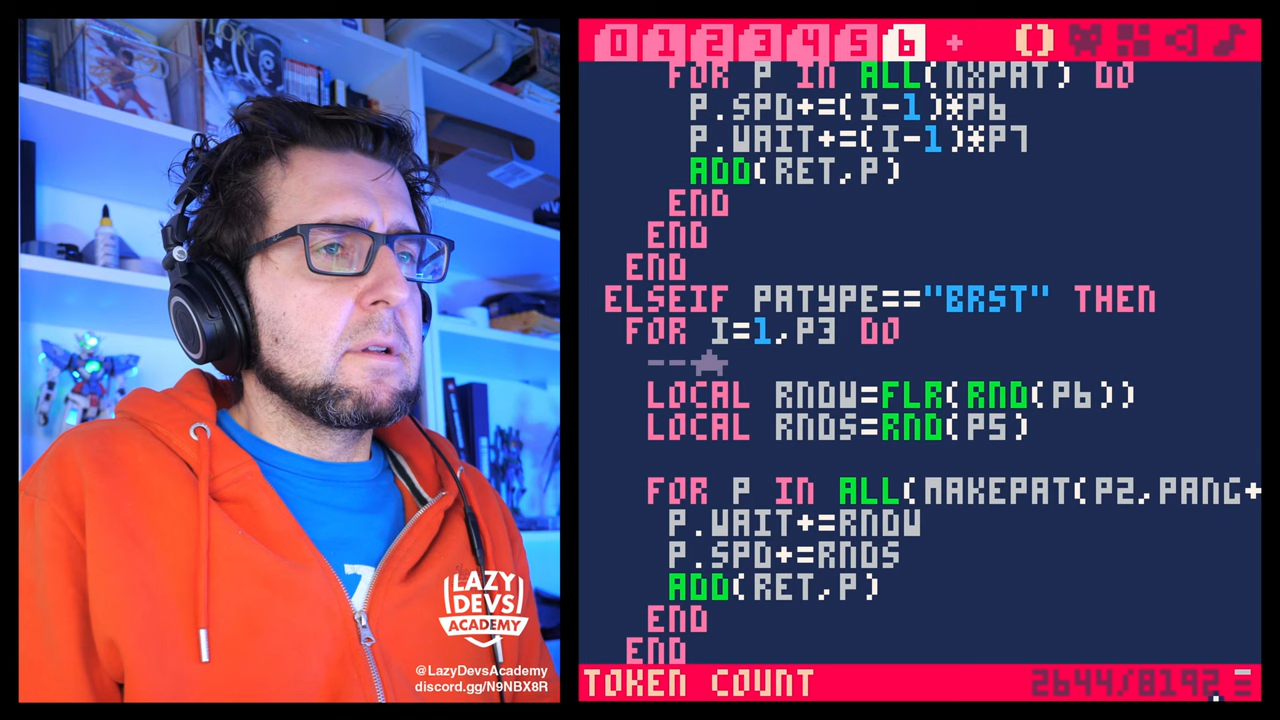 LOKI
LAZY
DEVS
ACADEMY
@LazyDevsAcademy
discord.gg/N9NBX8R
0 1 2 3 4 5 6 + ()
FOR P IN ALL(NXPAT) DO
P.SPD+=(I-1)*P6
P.WAIT+=(I-1)*P7
ADD(RET,P)
END
END
END
ELSEIF PATYPE=="BRST" THEN
FOR I=1,P3 DO
--
LOCAL RNDW=FLR(RND(P6))
LOCAL RNDS=RND(P5)
FOR P IN ALL(MAKEPAT(P2,PANG+
P.WAIT+=RNDW
P.SPD+=RNDS
ADD(RET,P)
END
END
TOKEN COUNT 2644/8192